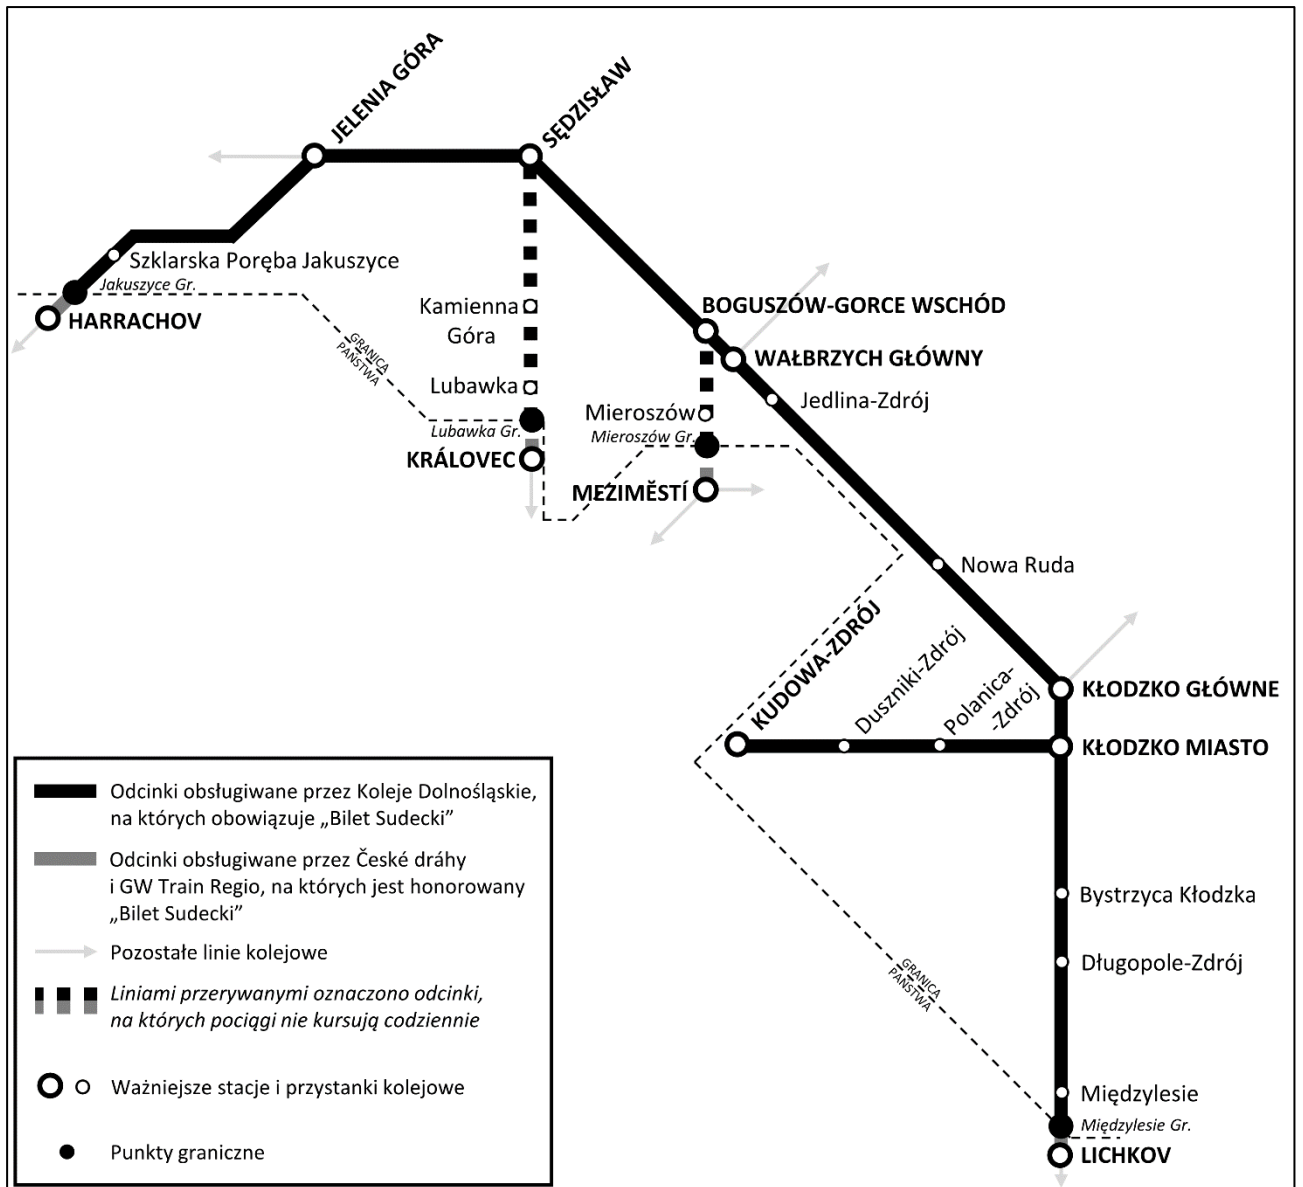 JELENIA GÓRA
SĘDZISŁAW
Szklarska Poręba Jakuszyce
Jakuszyce Gr.
HARRACHOV
GRANICA
PAŃSTWA
Kamienna
Góra
Lubawka
Lubawka Gr.
KRÁLOVEC
BOGUSZÓW-GORCE WSCHÓD
WAŁBRZYCH GŁÓWNY
Jedlina-Zdrój
Mieroszów
Mieroszów Gr.
MEZIMĚSTÍ
Nowa Ruda
KUDOWA-ZDRÓJ
Duszniki-Zdrój
Polanica-
-Zdrój
KŁODZKO GŁÓWNE
KŁODZKO MIASTO
Bystrzyca Kłodzka
Długopole-Zdrój
GRANICA
PAŃSTWA
Międzylesie
Międzylesie Gr.
LICHKOV
Odcinki obsługiwane przez Koleje Dolnośląskie,
na których obowiązuje „Bilet Sudecki”
Odcinki obsługiwane przez České dráhy
i GW Train Regio, na których jest honorowany
„Bilet Sudecki”
Pozostałe linie kolejowe
Liniami przerywanymi oznaczono odcinki,
na których pociągi nie kursują codziennie
Ważniejsze stacje i przystanki kolejowe
Punkty graniczne